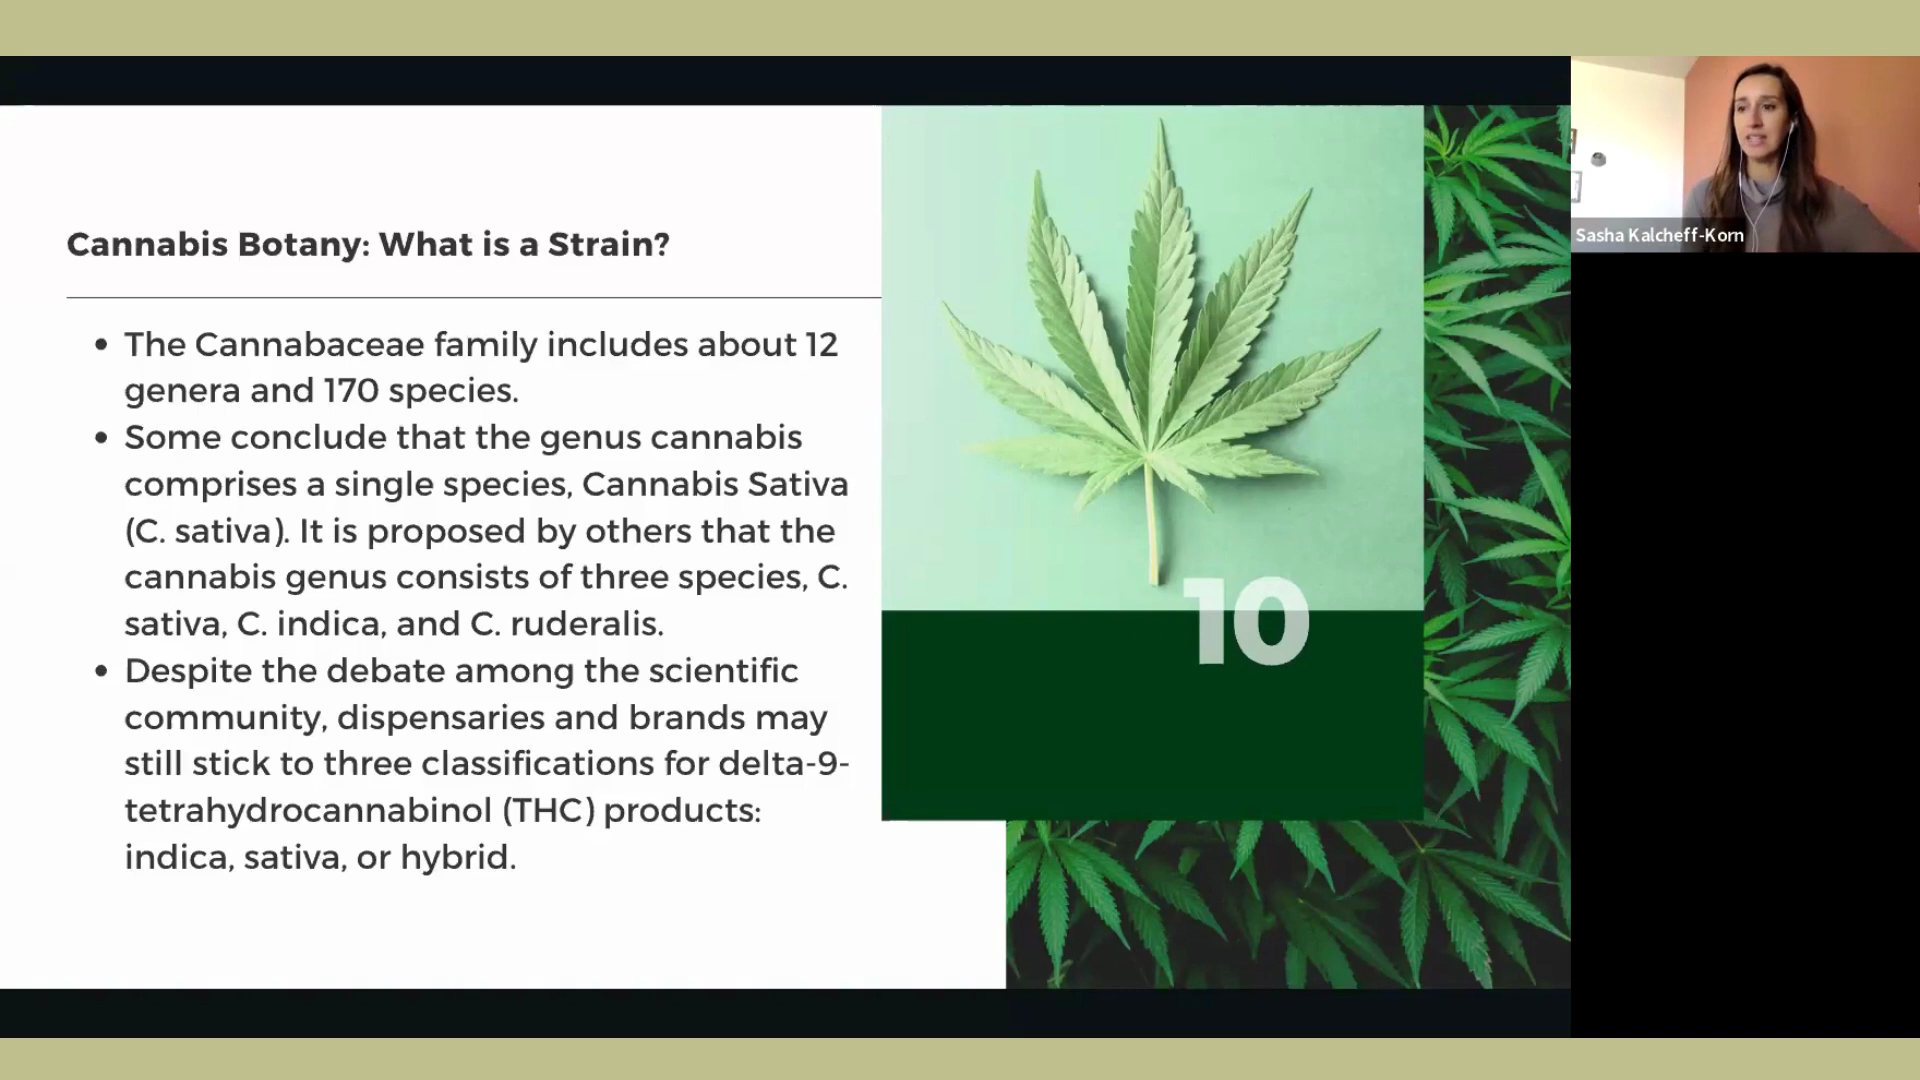 Cannabis Botany: What is a Strain?
• The Cannabaceae family includes about 12
genera and 170 species.
• Some conclude that the genus cannabis
comprises a single species, Cannabis Sativa
(C. sativa). It is proposed by others that the
cannabis genus consists of three species, C.
sativa, C. indica, and C. ruderalis.
• Despite the debate among the scientific
community, dispensaries and brands may
still stick to three classifications for delta-9-
tetrahydrocannabinol (THC) products:
indica, sativa, or hybrid.
10
Sasha Kalcheff-Korn